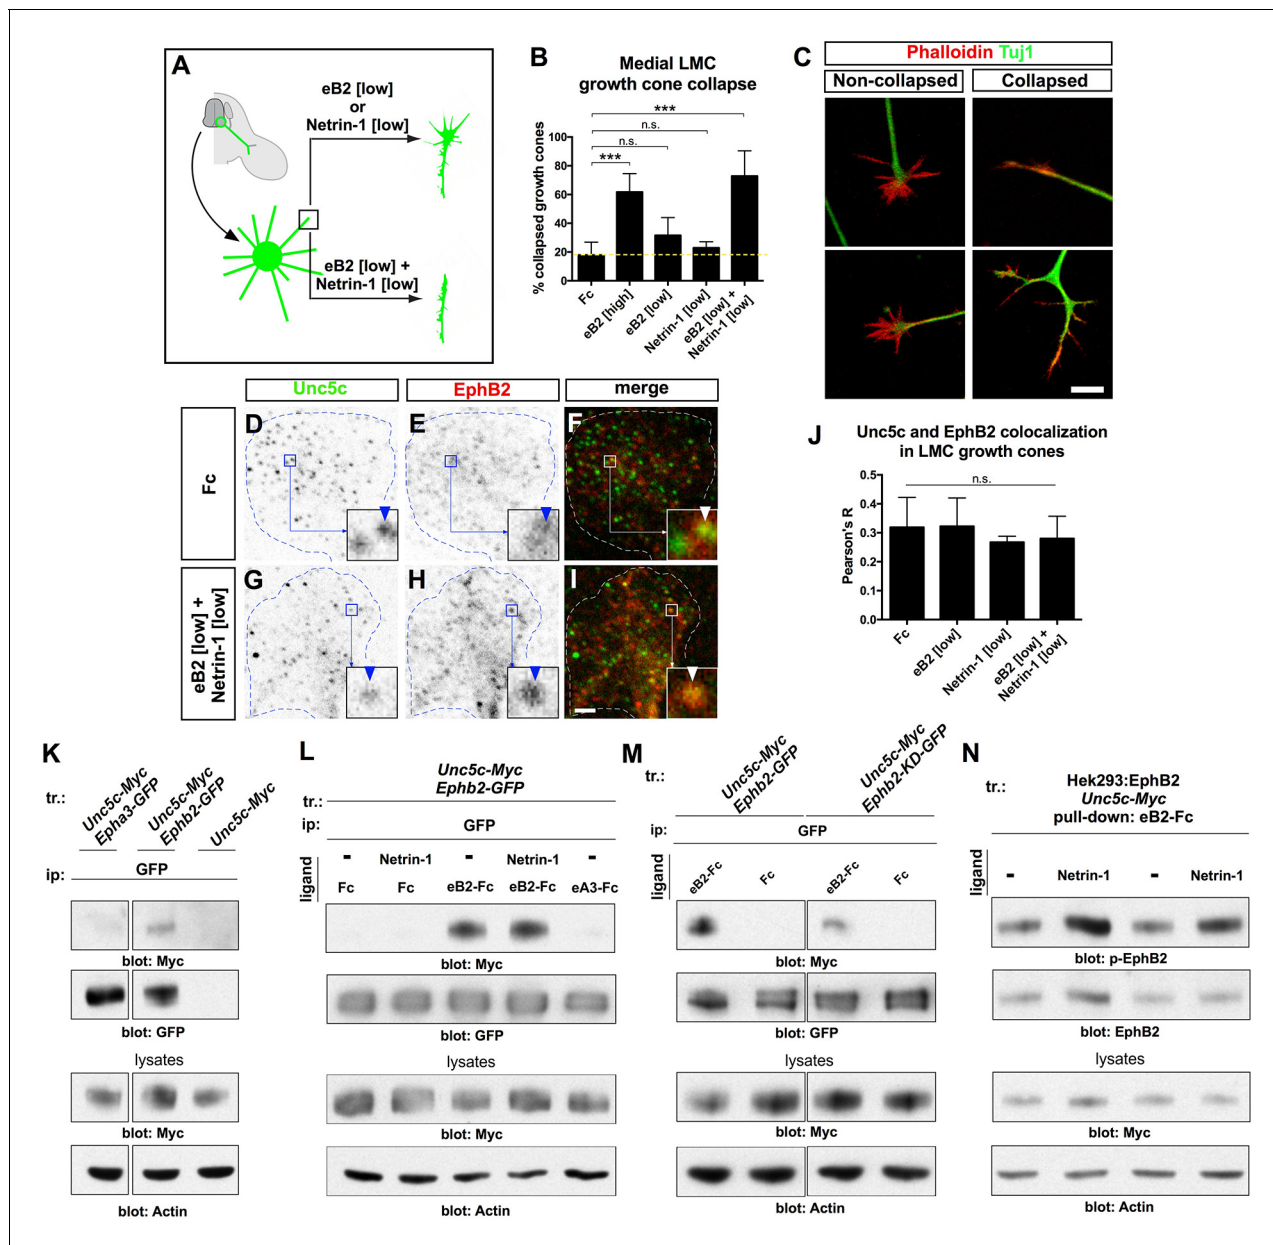 A
eB2 [low]
or
Netrin-1 [low]
eB2 [low] +
Netrin-1 [low]
B
Medial LMC
growth cone collapse
***
n.s.
n.s.
***
% collapsed growth cones
100
80
60
40
20
0
Fc
eB2 [high]
eB2 [low]
Netrin-1 [low]
eB2 [low] +
Netrin-1 [low]
C
Phalloidin Tuj1
Non-collapsed
Collapsed
Unc5c
EphB2
merge
Fc
D
E
F
eB2 [low] +
Netrin-1 [low]
G
H
I
J
Unc5c and EphB2 colocalization
in LMC growth cones
n.s.
Pearson's R
0.5
0.4
0.3
0.2
0.1
0.0
Fc
eB2 [low]
Netrin-1 [low]
eB2 [low] +
Netrin-1 [low]
K
tr.:
Unc5c-Myc
Epha3-GFP
Unc5c-Myc
Ephb2-GFP
Unc5c-Myc
ip:
GFP
blot: Myc
blot: GFP
lysates
blot: Myc
blot: Actin
L
Unc5c-Myc
Ephb2-GFP
tr.:
ip:
GFP
ligand
- Netrin-1 - Netrin-1 -
Fc Fc eB2-Fc eB2-Fc eA3-Fc
blot: Myc
blot: GFP
lysates
blot: Myc
blot: Actin
M
tr.:
Unc5c-Myc
Ephb2-GFP
Unc5c-Myc
Ephb2-KD-GFP
ip:
GFP
ligand
eB2-Fc Fc eB2-Fc Fc
blot: Myc
blot: GFP
lysates
blot: Myc
blot: Actin
N
tr.:
Hek293:EphB2
Unc5c-Myc
pull-down: eB2-Fc
ligand
- Netrin-1 - Netrin-1
blot: p-EphB2
blot: EphB2
lysates
blot: Myc
blot: Actin